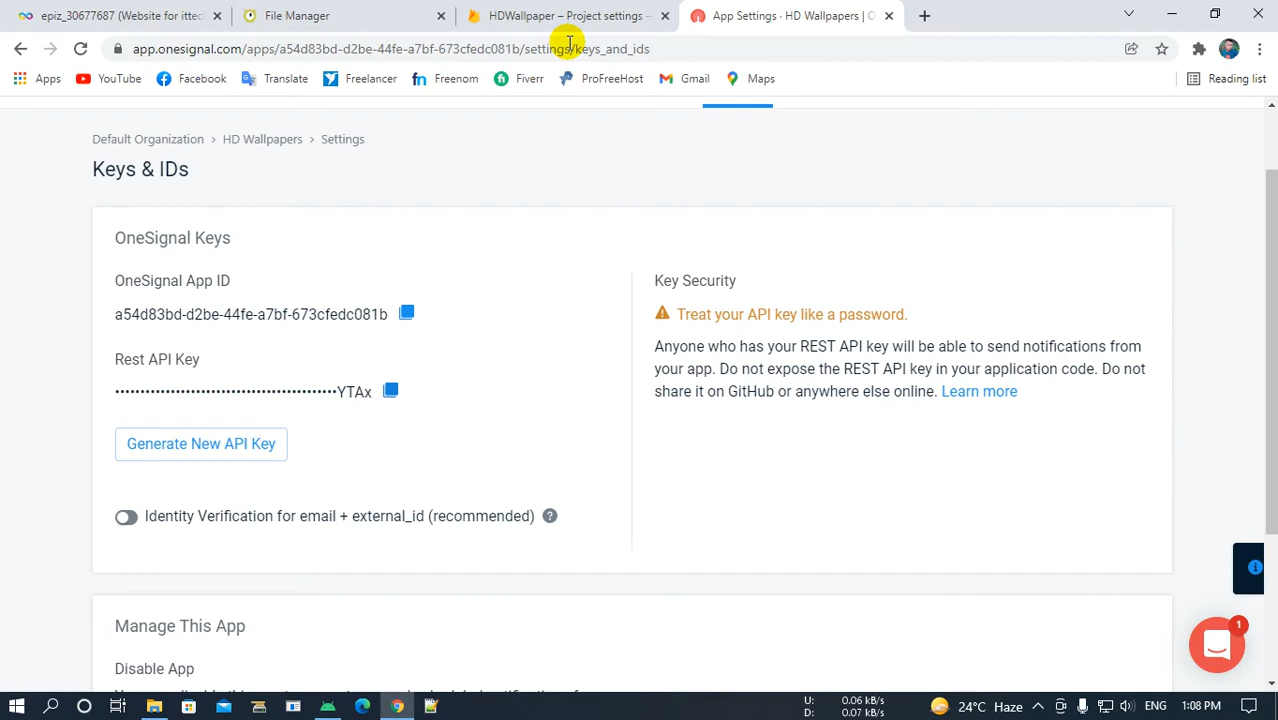 epiz_30677687 (Website for ittec
File Manager
HDWallpaper – Project settings –
App Settings · HD Wallpapers | O
app.onesignal.com/apps/a54d83bd-d2be-44fe-a7bf-673cfedc081b/settings/keys_and_ids
Apps YouTube Facebook Translate Freelancer Freenom Fiverr ProFreeHost Gmail Maps Reading list
Default Organization > HD Wallpapers > Settings
Keys & IDs
OneSignal Keys
OneSignal App ID
a54d83bd-d2be-44fe-a7bf-673cfedc081b
Rest API Key
••••••••••••••••••••••••••••••••••••••••••••YTAx
Generate New API Key
Identity Verification for email + external_id (recommended) ?
Key Security
Treat your API key like a password.
Anyone who has your REST API key will be able to send notifications
from your app. Do not expose the REST API key in your application code. Do not
share it on GitHub or anywhere else online. Learn more
Manage This App
Disable App
1
U: 0.06 kB/s
D: 0.07 kB/s
24°C Haze
ENG
1:08 PM